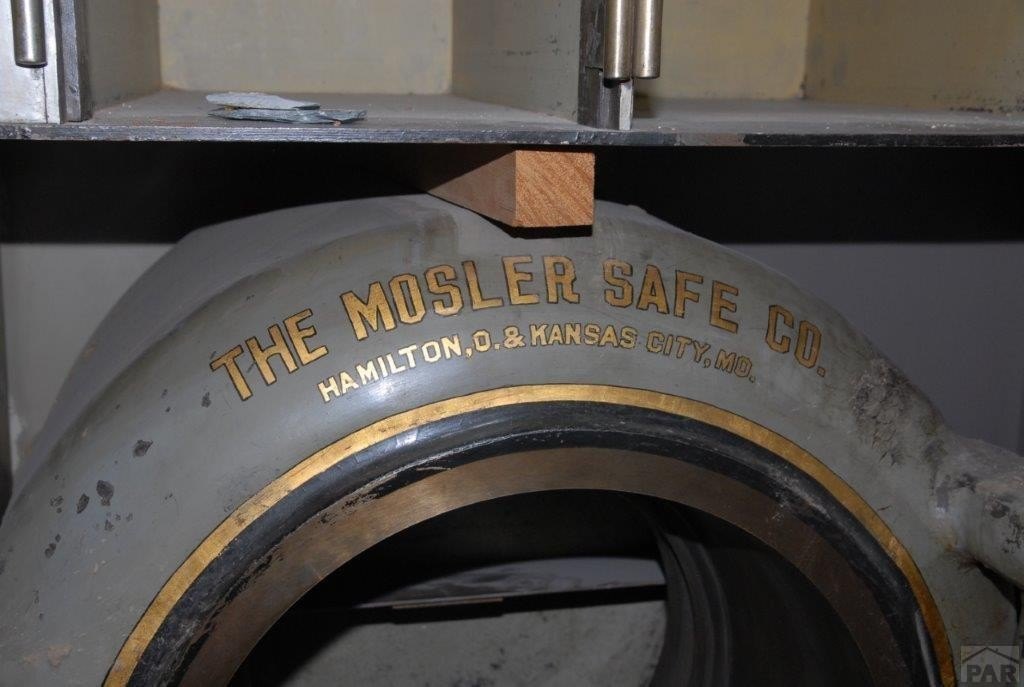 THE MOSLER SAFE CO.
HAMILTON, O. & KANSAS CITY, MO.
PAR